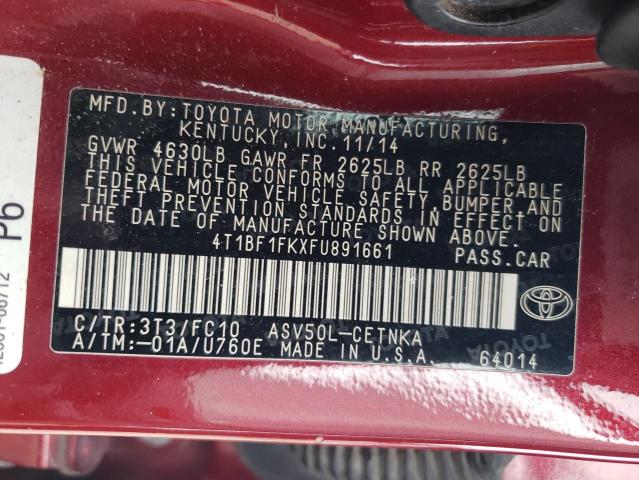 MFD.BY:TOYOTA MOTOR MANUFACTURING,
KENTUCKY, INC. 11/14
GVWR 4630LB GAWR FR 2625LB RR 2625LB
THIS VEHICLE CONFORMS TO ALL APPLICABLE
FEDERAL MOTOR VEHICLE SAFETY, BUMPER, AND
THEFT PREVENTION STANDARDS IN EFFECT ON
THE DATE OF MANUFACTURE SHOWN ABOVE.
4T1BF1FKXFU891661 PASS.CAR
C/TR:3T3/FC10 ASV50L-CETNKA
A/TM:-01A/U760E MADE IN U.S.A. 64014
P6